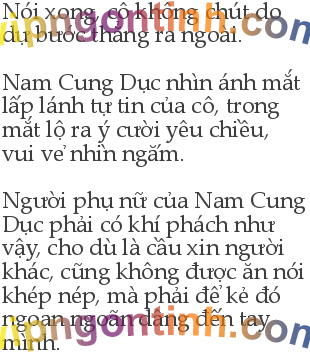 Nói xong, cô không chút do
dự bước thẳng ra ngoài.
vipngontinh.com
Nam Cung Dục nhìn ánh mắt
lấp lánh tự tin của cô, trong
mắt lộ ra ý cười yêu chiều,
vui vẻ nhìn ngắm.
Người phụ nữ của Nam Cung
Dục phải có khí phách như
vậy, cho dù là cầu xin người
khác, cũng không được ăn nói
khép nép, mà phải để kẻ đó
ngoan ngoãn dâng đến tay
mình.
vipngontinh.com